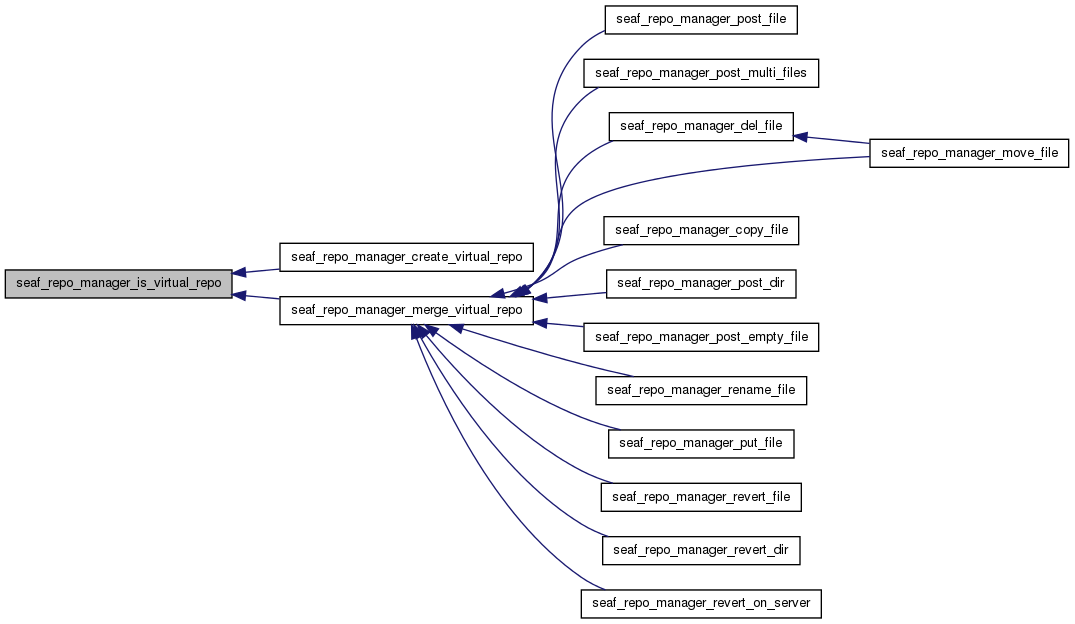 seaf_repo_manager_post_file
seaf_repo_manager_post_multi_files
seaf_repo_manager_del_file
seaf_repo_manager_move_file
seaf_repo_manager_copy_file
seaf_repo_manager_create_virtual_repo
seaf_repo_manager_is_virtual_repo
seaf_repo_manager_post_dir
seaf_repo_manager_merge_virtual_repo
seaf_repo_manager_post_empty_file
seaf_repo_manager_rename_file
seaf_repo_manager_put_file
seaf_repo_manager_revert_file
seaf_repo_manager_revert_dir
seaf_repo_manager_revert_on_server